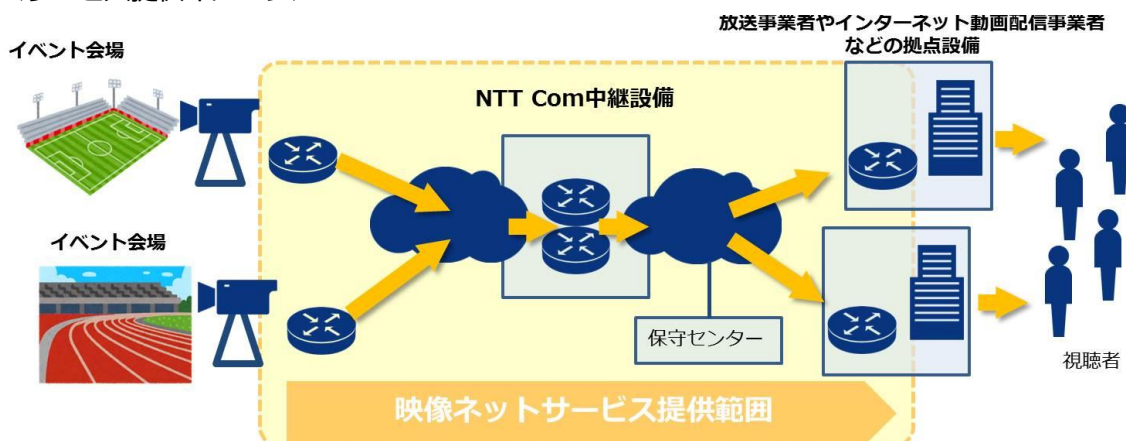 イベント会場
放送事業者やインターネット動画配信事業者
などの拠点設備
NTT Com中継設備
イベント会場
保守センター
視聴者
映像ネットサービス提供範囲